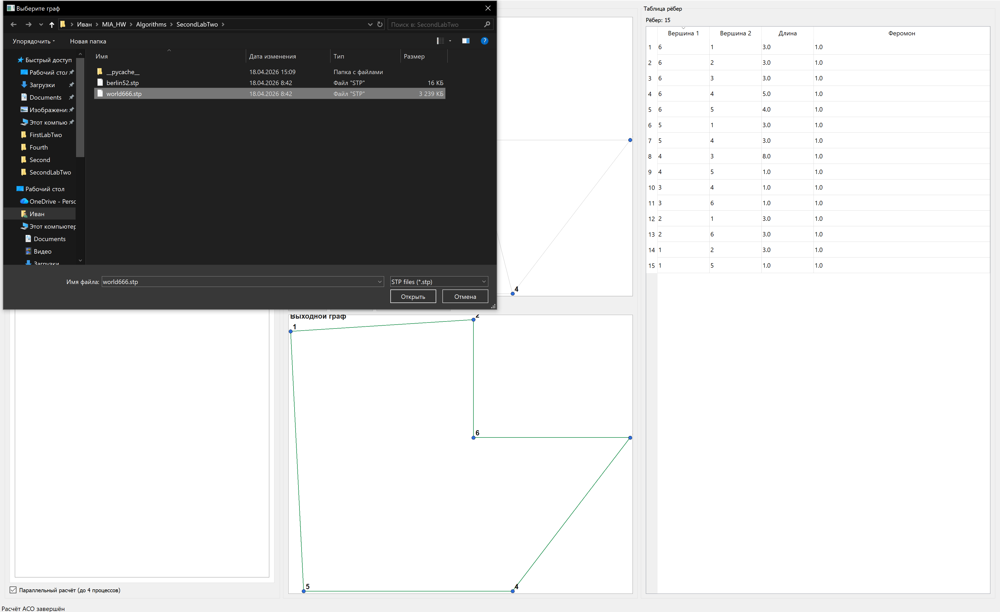 Выберите граф
Иван MIA_HW Algorithms SecondLabTwo
Поиск в: SecondLabTwo
Упорядочить Новая папка
Имя Дата изменения Тип Размер
__pycache__ 18.04.2026 15:09 Папка с файлами
berlin52.stp 18.04.2026 8:42 Файл "STP" 16 КБ
world666.stp 18.04.2026 8:42 Файл "STP" 3 239 КБ
Быстрый доступ
Рабочий стол
Загрузки
Documents
Изображени
Этот компью
FirstLabTwo
Fourth
Second
SecondLabTwo
Рабочий стол
OneDrive - Persc
Иван
Этот компьютер
Documents
Видео
Загрузки
Имя файла: world666.stp
STP files (*.stp)
Открыть Отмена
4
Выходной граф
1
2
6
5
4
Параллельный расчёт (до 4 процессов)
Расчёт ACO завершён
Таблица рёбер
Рёбер: 15
Вершина 1 Вершина 2 Длина Феромон
1 6 1 3.0 1.0
2 6 2 3.0 1.0
3 6 3 3.0 1.0
4 6 4 5.0 1.0
5 6 5 4.0 1.0
6 5 1 3.0 1.0
7 5 4 3.0 1.0
8 4 3 8.0 1.0
9 4 5 1.0 1.0
10 3 4 1.0 1.0
11 3 6 1.0 1.0
12 2 1 3.0 1.0
13 2 6 3.0 1.0
14 1 2 3.0 1.0
15 1 5 1.0 1.0